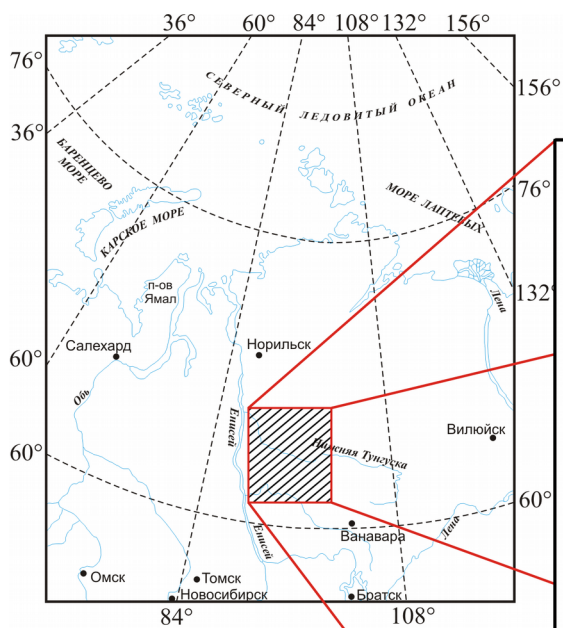 36° 60° 84° 108° 132° 156°
76°
СЕВЕРНЫЙ ЛЕДОВИТЫЙ ОКЕАН
156°
36°
БАРЕНЦЕВО
МОРЕ
76°
МОРЕ ЛАПТЕВЫХ
КАРСКОЕ МОРЕ
п-ов
Ямал
Лена
132°
Салехард
Норильск
60°
Обь
Енисей
Вилюйск
Нижняя Тунгуска
60°
60°
Енисей
Ванавара
Лена
Омск
Томск
Новосибирск
Братск
84° 108°